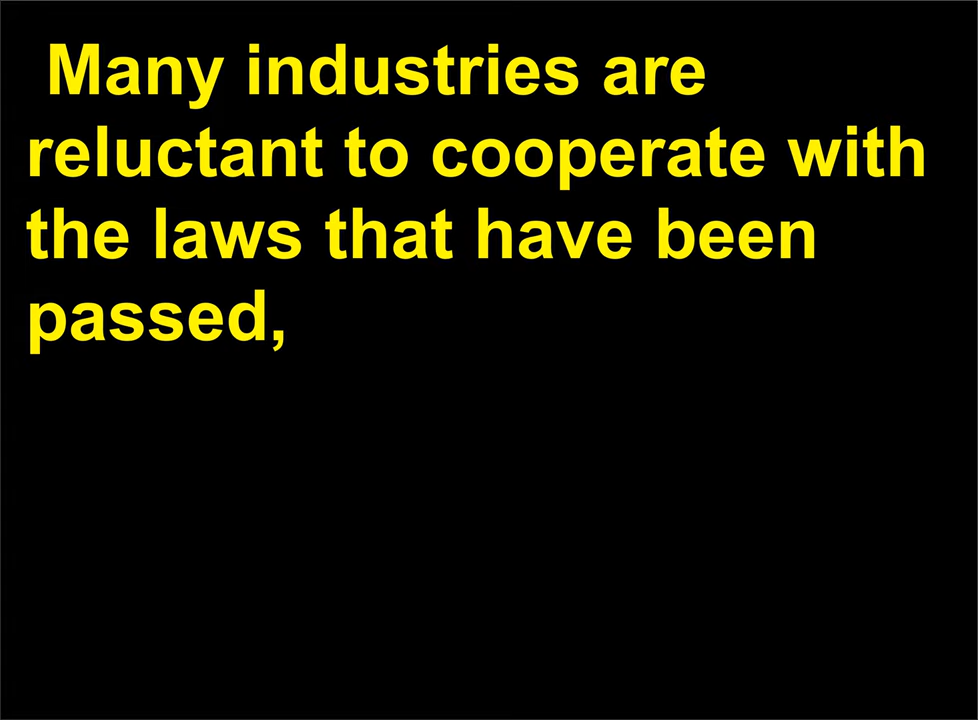 Many industries are
reluctant to cooperate with
the laws that have been
passed,